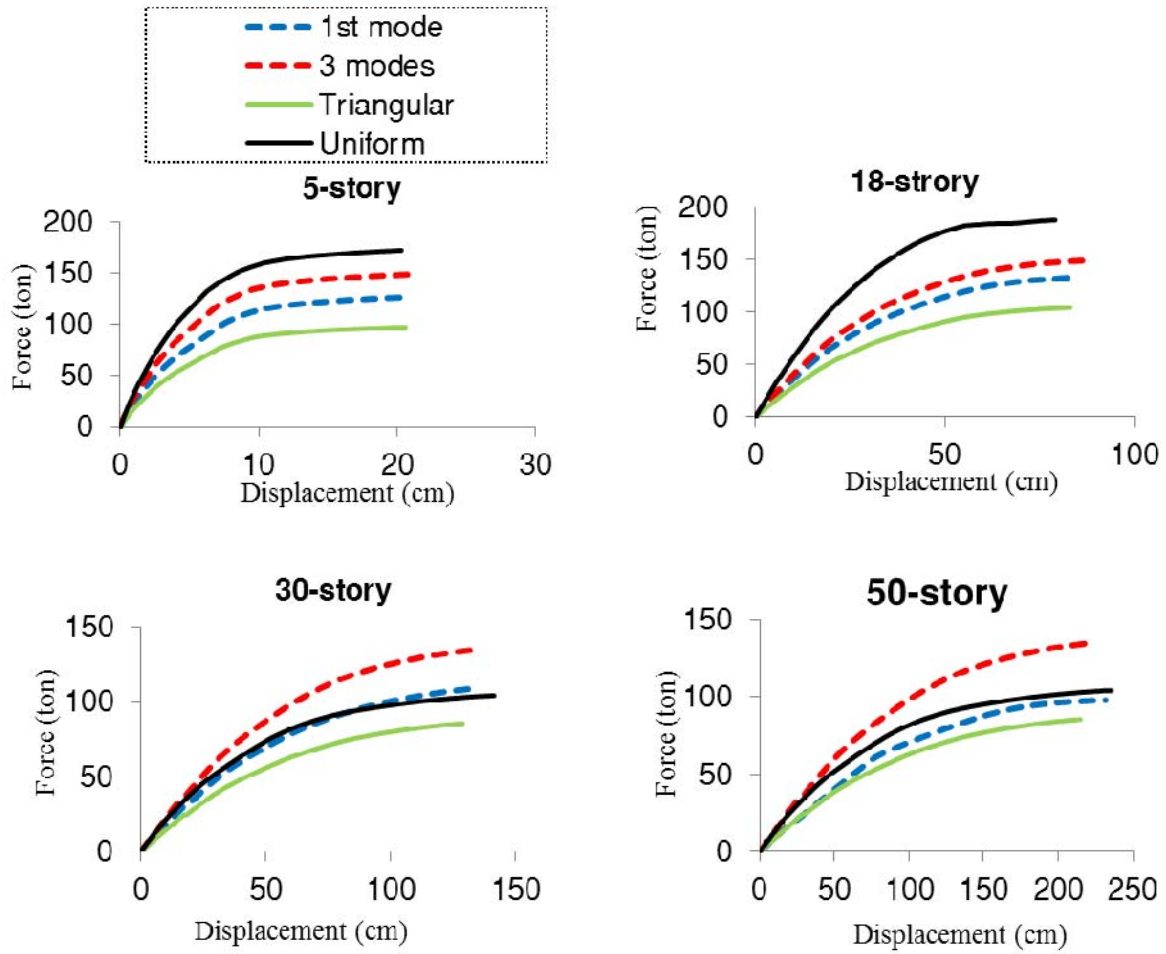 1st mode
3 modes
Triangular
Uniform
5-story
200
150
100
50
0
Force (ton)
0 10 20 30
Displacement (cm)
18-strory
200
150
100
50
0
Force (ton)
0 50 100
Displacement (cm)
30-story
150
100
50
0
Force (ton)
0 50 100 150
Displacement (cm)
50-story
150
100
50
0
Force (ton)
0 50 100 150 200 250
Displacement (cm)